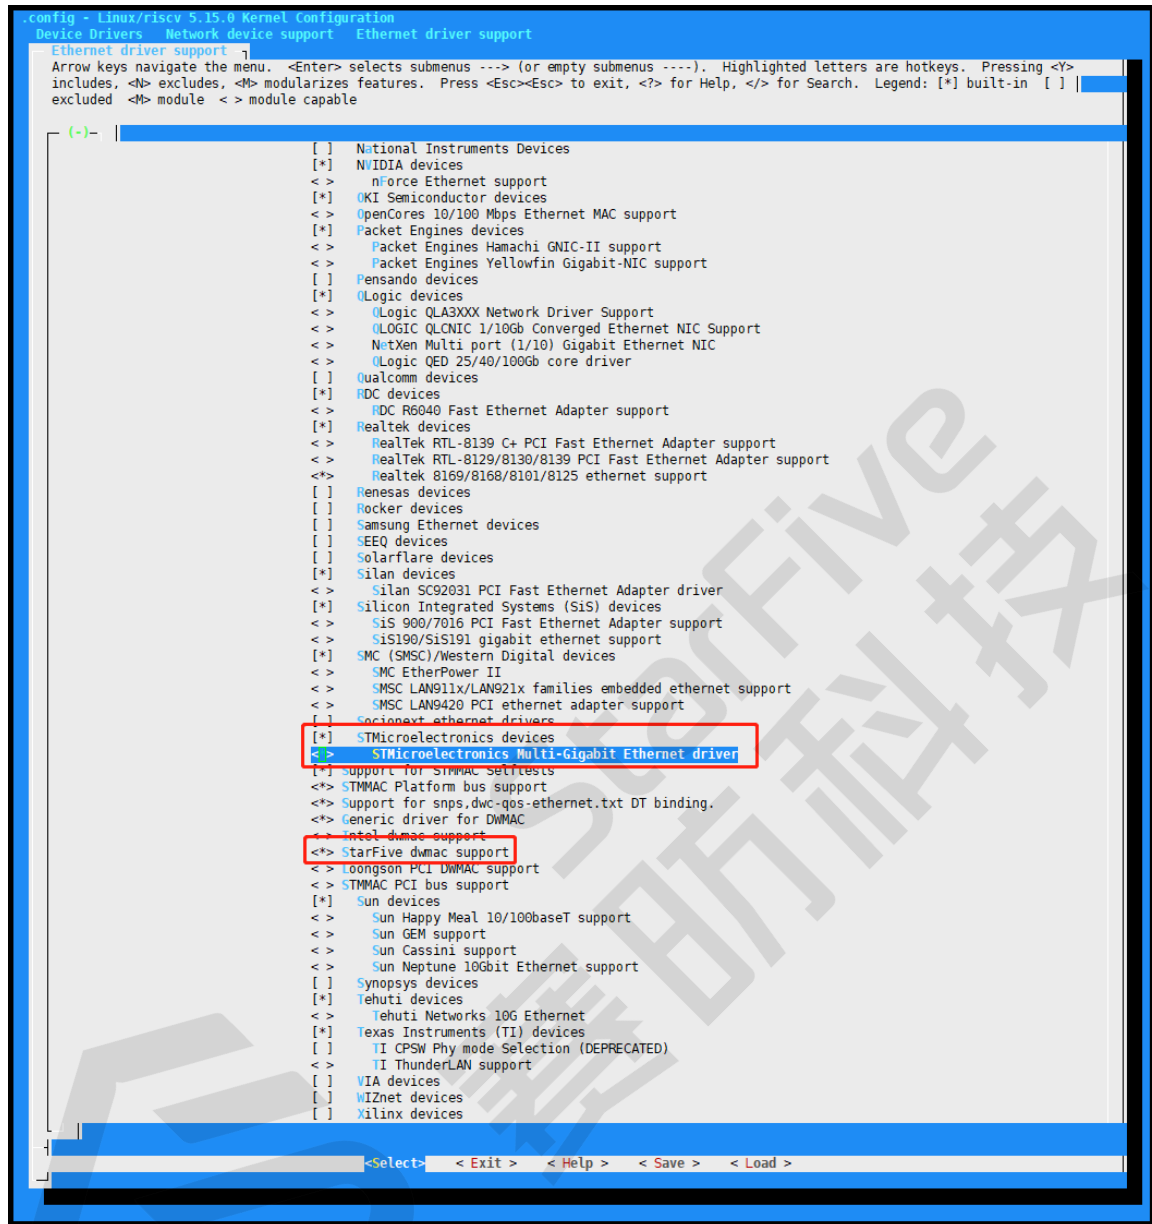 .config - Linux/riscv 5.15.0 Kernel Configuration
Device Drivers   Network device support   Ethernet driver support
Ethernet driver support
Arrow keys navigate the menu.  <Enter> selects submenus ---> (or empty submenus ----).  Highlighted letters are hotkeys.  Pressing <Y>
includes, <N> excludes, <M> modularizes features.  Press <Esc><Esc> to exit, <?> for Help, </> for Search.  Legend: [*] built-in  [ ]
excluded  <M> module  < > module capable
(-)
[ ]   National Instruments Devices
[*]   NVIDIA devices
< >     nForce Ethernet support
[*]   OKI Semiconductor devices
< >   OpenCores 10/100 Mbps Ethernet MAC support
[*]   Packet Engines devices
< >     Packet Engines Hamachi GNIC-II support
< >     Packet Engines Yellowfin Gigabit-NIC support
[ ]   Pensando devices
[*]   QLogic devices
< >     QLogic QLA3XXX Network Driver Support
< >     QLOGIC QLCNIC 1/10Gb Converged Ethernet NIC Support
< >     NetXen Multi port (1/10) Gigabit Ethernet NIC
< >     QLogic QED 25/40/100Gb core driver
[ ]   Qualcomm devices
[*]   RDC devices
< >     RDC R6040 Fast Ethernet Adapter support
[*]   Realtek devices
< >     RealTek RTL-8139 C+ PCI Fast Ethernet Adapter support
< >     RealTek RTL-8129/8130/8139 PCI Fast Ethernet Adapter support
<*>     Realtek 8169/8168/8101/8125 ethernet support
[ ]   Renesas devices
[ ]   Rocker devices
[ ]   Samsung Ethernet devices
[ ]   SEEQ devices
[ ]   Solarflare devices
[*]   Silan devices
< >     Silan SC92031 PCI Fast Ethernet Adapter driver
[*]   Silicon Integrated Systems (SiS) devices
< >     SiS 900/7016 PCI Fast Ethernet Adapter support
< >     SiS190/SiS191 gigabit ethernet support
[*]   SMC (SMSC)/Western Digital devices
< >     SMC EtherPower II
< >     SMSC LAN911x/LAN921x families embedded ethernet support
< >     SMSC LAN9420 PCI ethernet adapter support
[ ]   Socionext ethernet drivers
[*]   STMicroelectronics devices
<*>     STMicroelectronics Multi-Gigabit Ethernet driver
[*] Support for STMMAC Selftests
<*> STMMAC Platform bus support
<*> Support for snps,dwc-qos-ethernet.txt DT binding.
<*> Generic driver for DWMAC
< > Intel dwmac support
<*> StarFive dwmac support
< > Loongson PCI DWMAC support
< > STMMAC PCI bus support
[*]   Sun devices
< >     Sun Happy Meal 10/100baseT support
< >     Sun GEM support
< >     Sun Cassini support
< >     Sun Neptune 10Gbit Ethernet support
[ ]   Synopsys devices
[*]   Tehuti devices
< >     Tehuti Networks 10G Ethernet
[*]   Texas Instruments (TI) devices
[ ]     TI CPSW Phy mode Selection (DEPRECATED)
< >     TI ThunderLAN support
[ ]   VIA devices
[ ]   WIZnet devices
[ ]   Xilinx devices
<Select>    < Exit >    < Help >    < Save >    < Load >
StarFive
赛昉科技